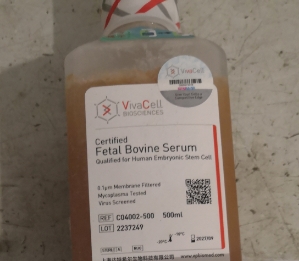 VivaCell
BIOSCIENCES
Certified
Fetal Bovine Serum
Qualified for Human Embryonic Stem Cell
0.1μm Membrane Filtered
Mycoplasma Tested
Virus Screened
REF C04002-500 500ml
LOT 2237249